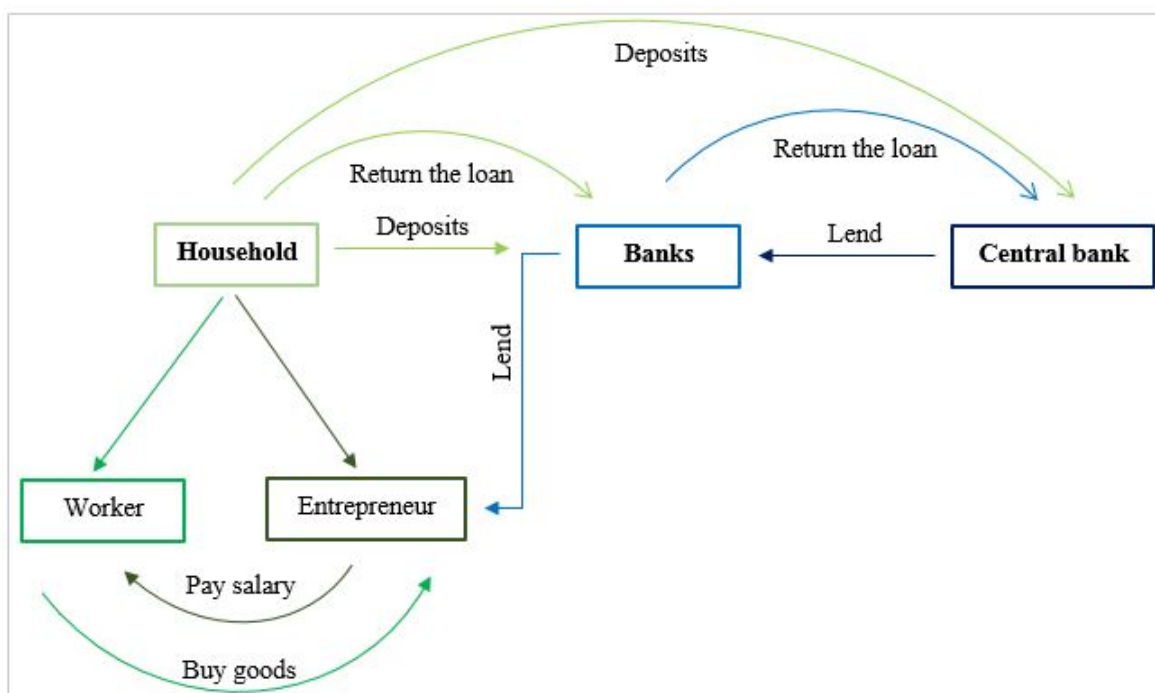 Deposits
Return the loan
Return the loan
Household
Deposits
Banks
Lend
Central bank
Lend
Worker
Entrepreneur
Pay salary
Buy goods